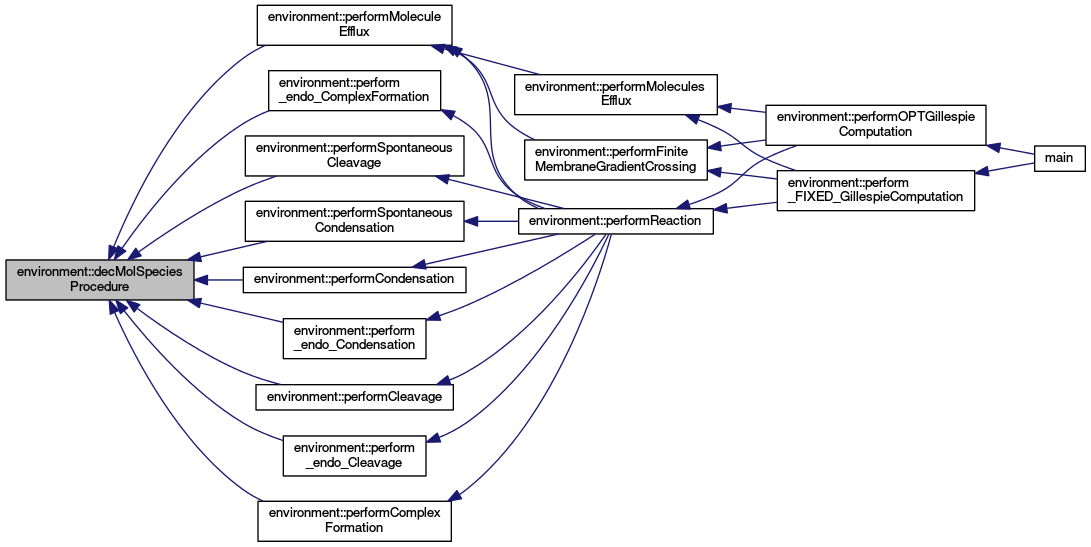 environment::performMolecule
Efflux
environment::perform
_endo_ComplexFormation
environment::performSpontaneous
Cleavage
environment::performSpontaneous
Condensation
environment::decMolSpecies
Procedure
environment::performCondensation
environment::perform
_endo_Condensation
environment::performCleavage
environment::perform
_endo_Cleavage
environment::performComplex
Formation
environment::performMolecules
Efflux
environment::performFinite
MembraneGradientCrossing
environment::performReaction
environment::performOPTGillespie
Computation
environment::perform
_FIXED_GillespieComputation
main